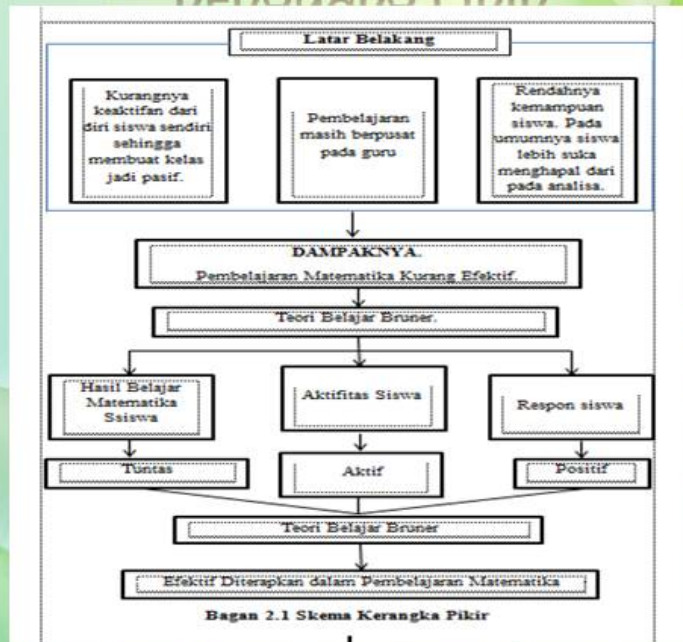 Latar Belakang
Kurangnya
keaktifan dari
diri siswa sendiri
sehingga
membuat kelas
jadi pasif.
Pembelajaran
masih berpusat
pada guru
Rendahnya
kemampuan
siswa. Pada
umumnya siswa
lebih suka
menghapal dari
pada analisa.
DAMPAKNYA.
Pembelajaran Matematika Kurang Efektif.
Teori Belajar Bruner.
Hasil Belajar
Matematika
Ssiswa
Aktifitas Siswa
Respon siswa
Tuntas
Aktif
Positif
Teori Belajar Bruner
Efektif Diterapkan dalam Pembelajaran Matematika
Bagan 2.1 Skema Kerangka Pikir